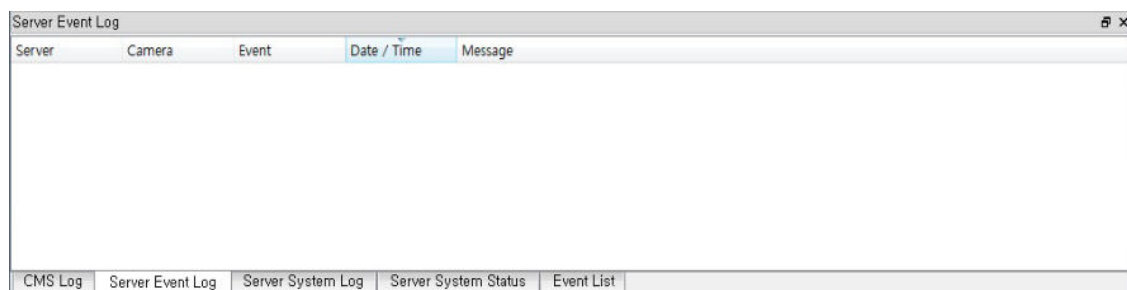 Server Event Log
Server Camera Event Date / Time Message
CMS Log Server Event Log Server System Log Server System Status Event List